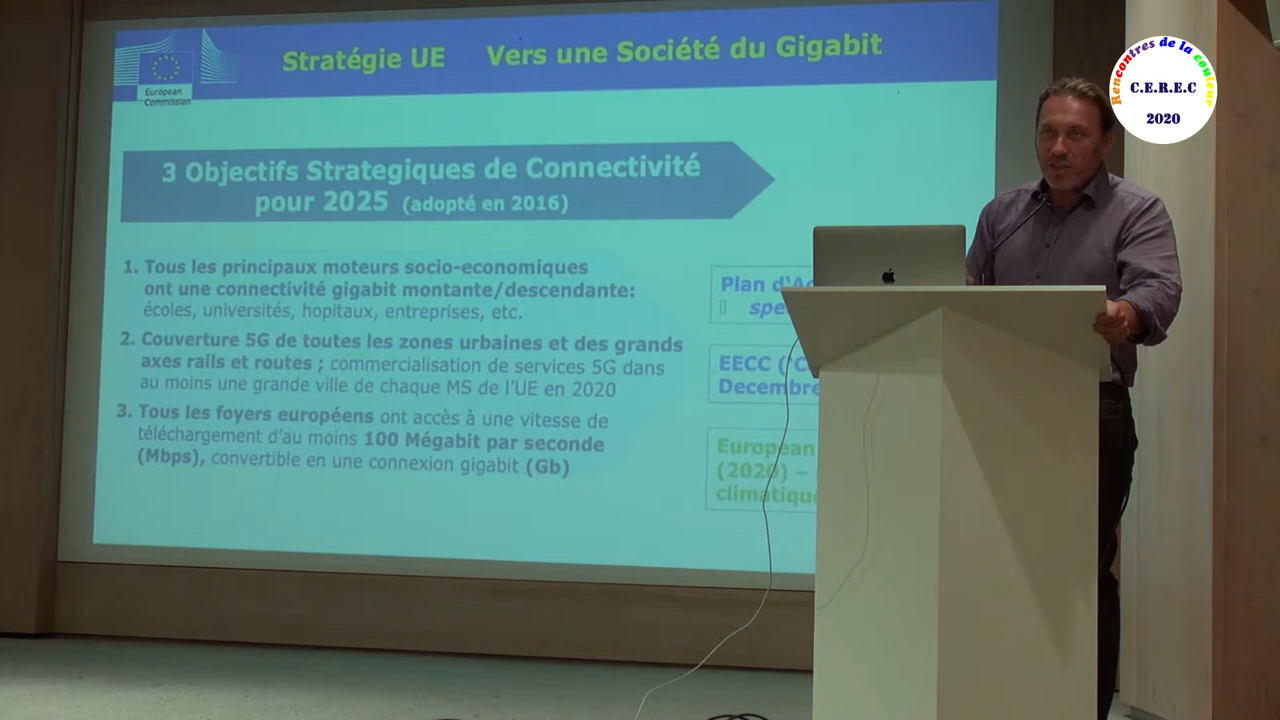 European
Commission
Stratégie UE Vers une Société du Gigabit
3 Objectifs Strategiques de Connectivité
pour 2025 (adopté en 2016)
1. Tous les principaux moteurs socio-economiques
ont une connectivité gigabit montante/descendante:
écoles, universités, hopitaux, entreprises, etc.
2. Couverture 5G de toutes les zones urbaines et des grands
axes rails et routes ; commercialisation de services 5G dans
au moins une grande ville de chaque MS de l'UE en 2020
3. Tous les foyers européens ont accès à une vitesse de
téléchargement d'au moins 100 Mégabit par seconde
(Mbps), convertible en une connexion gigabit (Gb)
Plan
EECC
Decembre
European
(2020) –
climatique
Rencontres de la couleur
C.E.R.E.C
2020